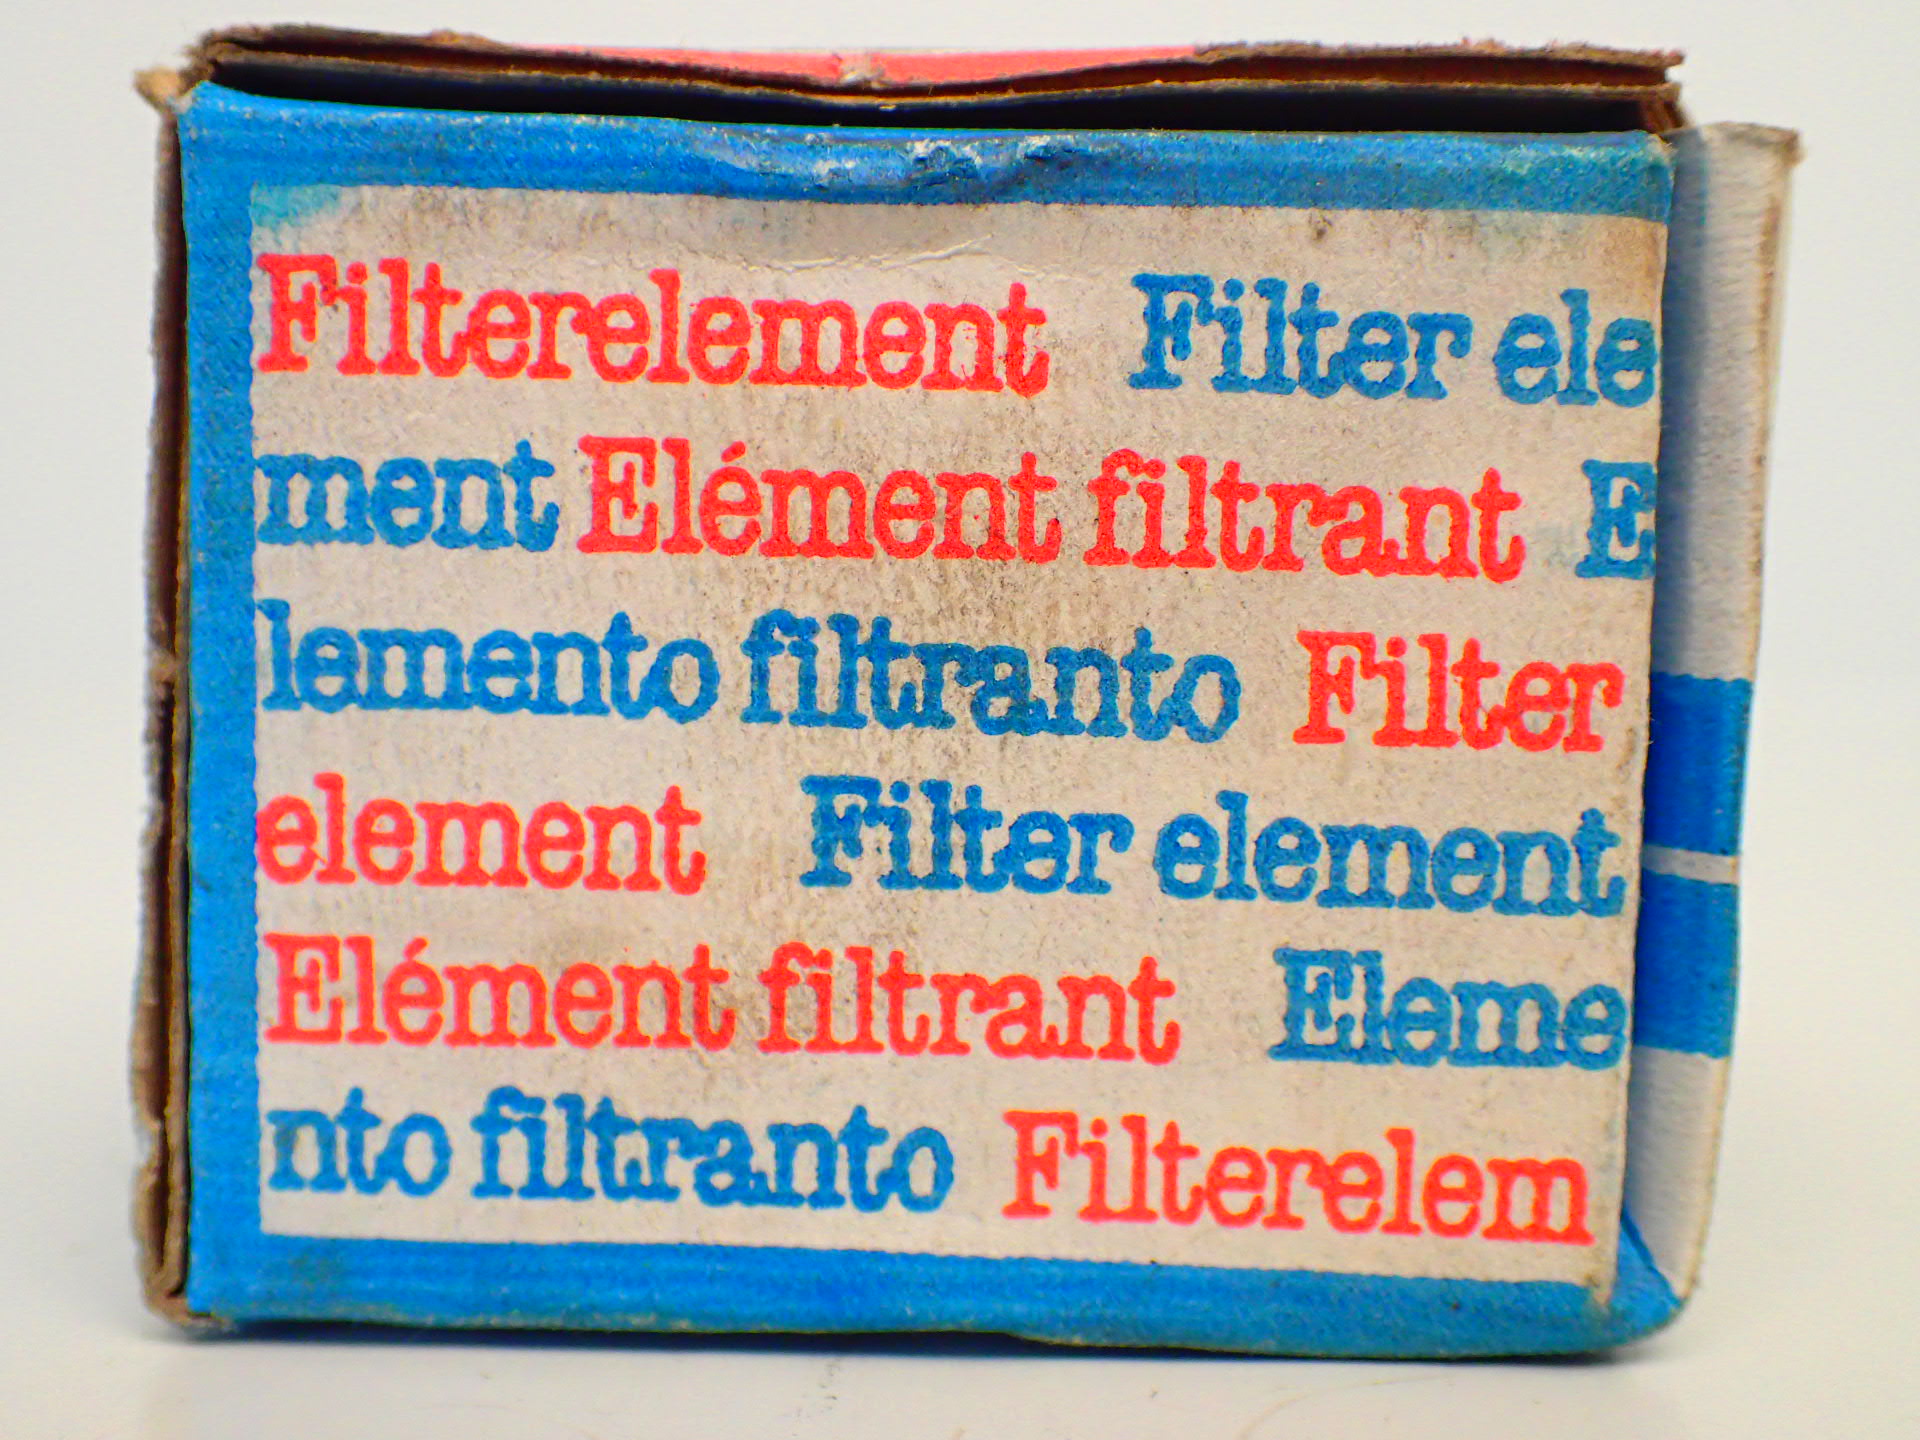 Filterelement Filter ele
ment Elément filtrant E
lemento filtranto Filter
element Filter element
Elément filtrant Eleme
nto filtranto Filterelem